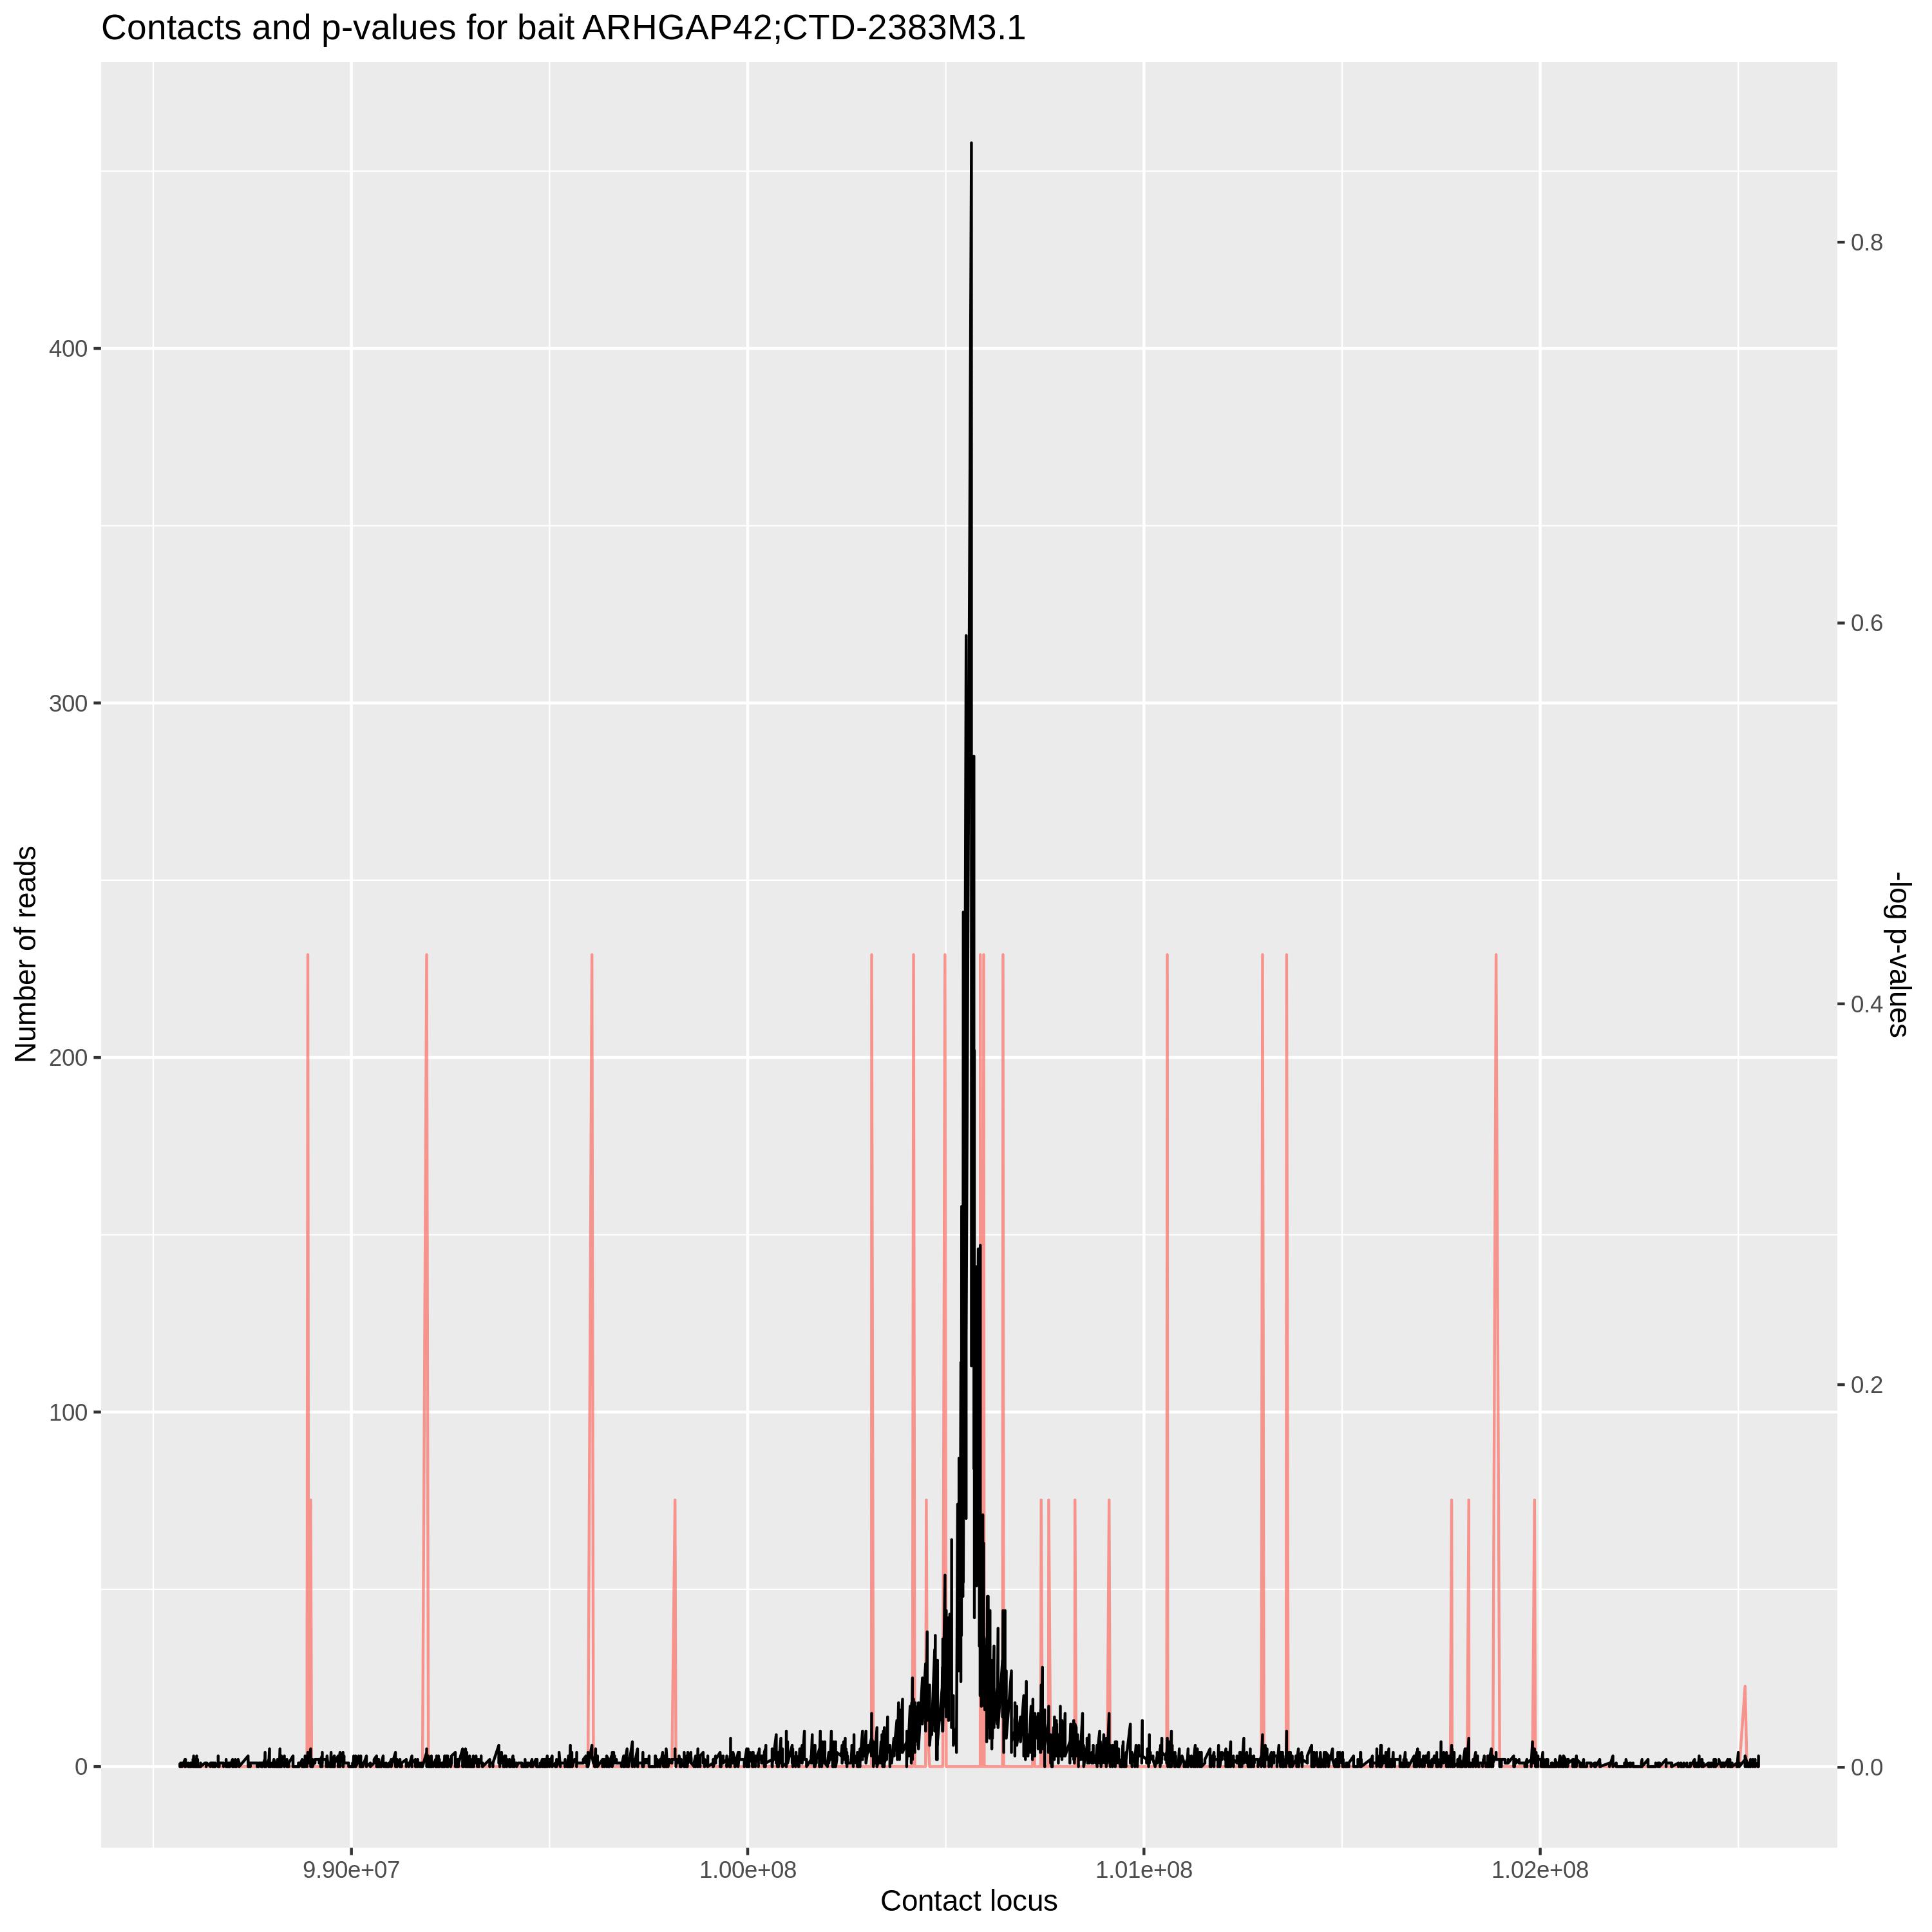 Contacts and p-values for bait ARHGAP42;CTD-2383M3.1
Number of reads
400
300
200
100
0
0.8
0.6
0.4
0.2
0.0
-log p-values
9.90e+07 1.00e+08 1.01e+08 1.02e+08
Contact locus